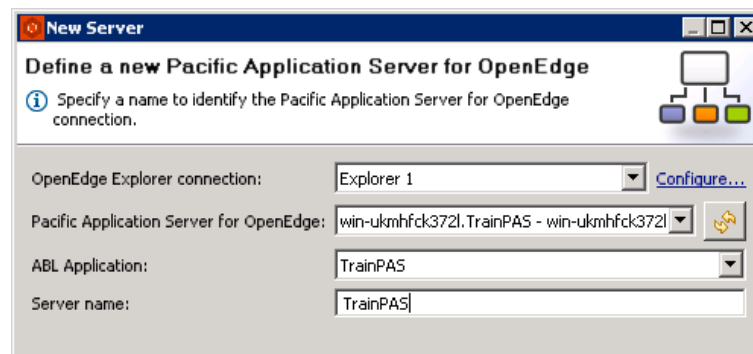 New Server
Define a new Pacific Application Server for OpenEdge
Specify a name to identify the Pacific Application Server for OpenEdge
connection.
OpenEdge Explorer connection: Explorer 1 Configure...
Pacific Application Server for OpenEdge: win-ukmhfck372l.TrainPAS - win-ukmhfck372l
ABL Application: TrainPAS
Server name: TrainPAS